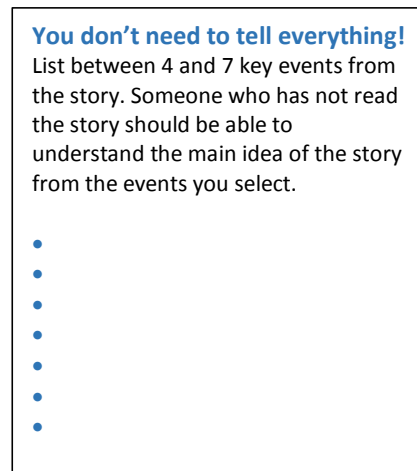 You don’t need to tell everything!
List between 4 and 7 key events from
the story. Someone who has not read
the story should be able to
understand the main idea of the story
from the events you select.
•
•
•
•
•
•
•